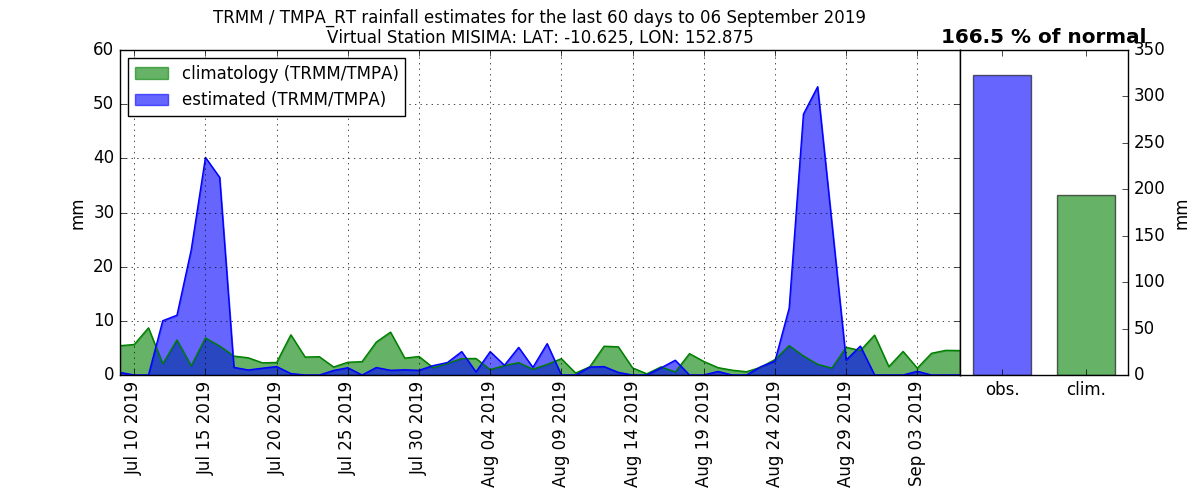 TRMM / TMPA_RT rainfall estimates for the last 60 days to 06 September 2019
Virtual Station MISIMA: LAT: -10.625, LON: 152.875
166.5 % of normal
climatology (TRMM/TMPA)
estimated (TRMM/TMPA)
60
50
40
30
20
10
0
mm
Jul 10 2019
Jul 15 2019
Jul 20 2019
Jul 25 2019
Jul 30 2019
Aug 04 2019
Aug 09 2019
Aug 14 2019
Aug 19 2019
Aug 24 2019
Aug 29 2019
Sep 03 2019
350
300
250
200
150
100
50
0
mm
obs.
clim.